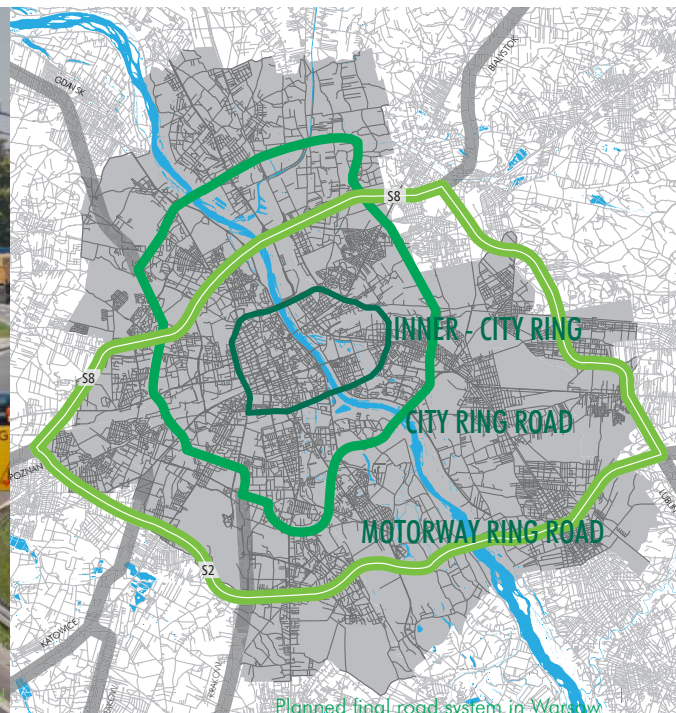 GDAŃSK
BIAŁYSTOK
S8
INNER - CITY RING
S8
CITY RING ROAD
POZNAŃ
LUBLIN
MOTORWAY RING ROAD
S2
KATOWICE
KRAKÓW
Planned final road system in Warsaw